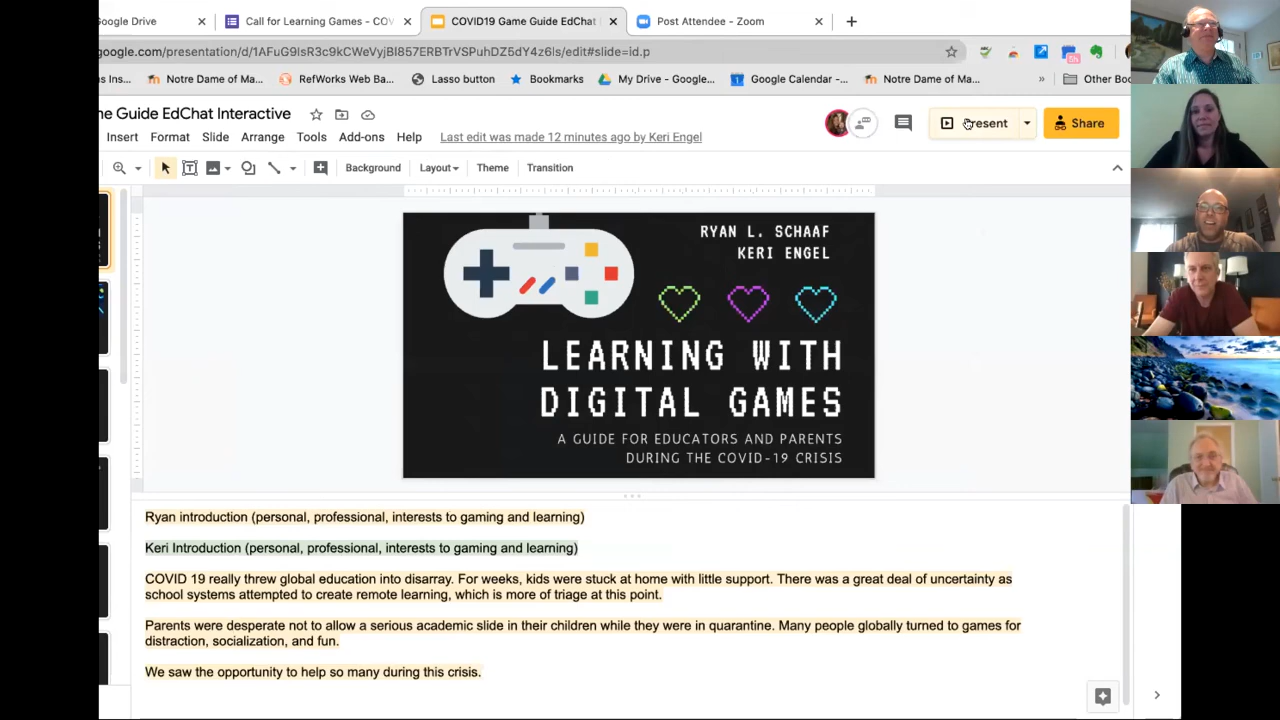 oogle Drive
Call for Learning Games - COV
COVID19 Game Guide EdChat
Post Attendee - Zoom
google.com/presentation/d/1AFuG9IsR3c9kCWeVyjBI857ERBTrVSPuhDZ5dY4z6ls/edit#slide=id.p
ns Ins...
Notre Dame of Ma...
RefWorks Web Ba...
Lasso button
Bookmarks
My Drive - Google...
Google Calendar -...
Notre Dame of Ma...
»
Other Bo
me Guide EdChat Interactive
Present
Share
Insert Format Slide Arrange Tools Add-ons Help Last edit was made 12 minutes ago by Keri Engel
Background Layout Theme Transition
RYAN L. SCHAAF
KERI ENGEL
LEARNING WITH
DIGITAL GAMES
A GUIDE FOR EDUCATORS AND PARENTS
DURING THE COVID-19 CRISIS
Ryan introduction (personal, professional, interests to gaming and learning)
Keri Introduction (personal, professional, interests to gaming and learning)
COVID 19 really threw global education into disarray. For weeks, kids were stuck at home with little support. There was a great deal of uncertainty as
school systems attempted to create remote learning, which is more of triage at this point.
Parents were desperate not to allow a serious academic slide in their children while they were in quarantine. Many people globally turned to games for
distraction, socialization, and fun.
We saw the opportunity to help so many during this crisis.